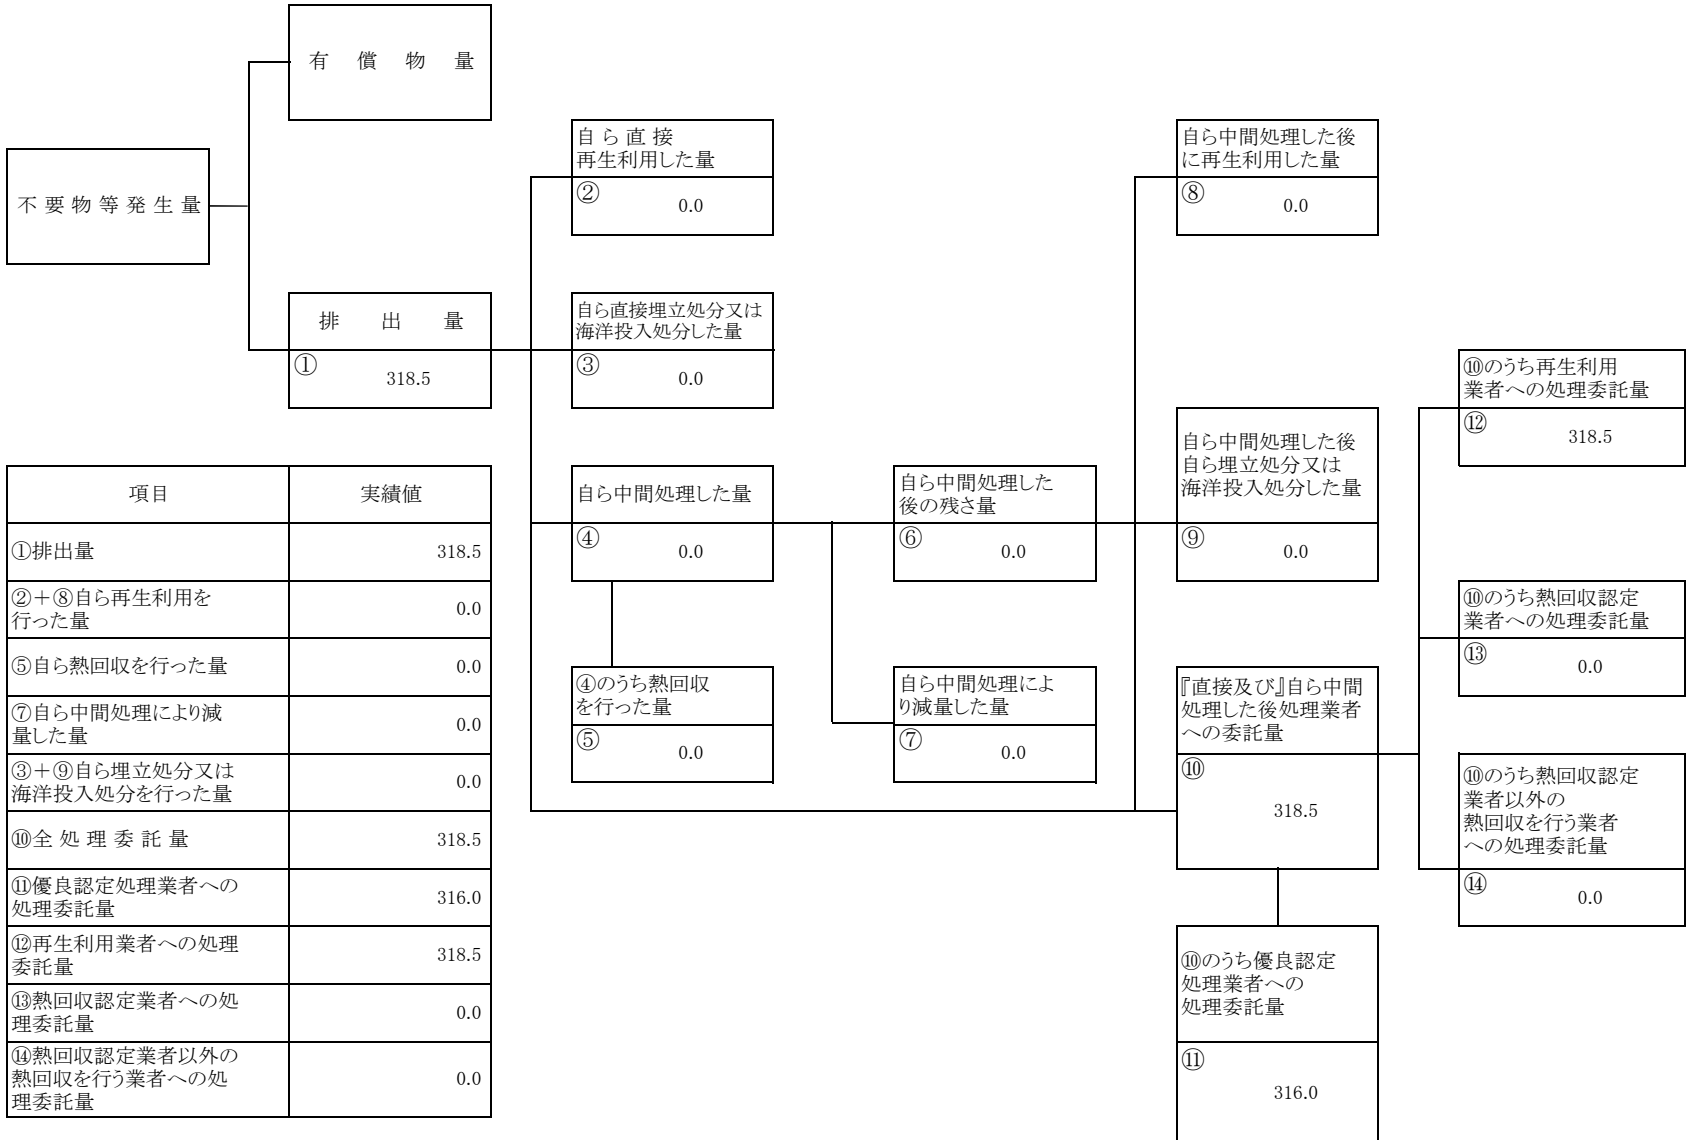 有　償　物　量
不 要 物 等 発 生 量
排　出　量
①
318.5
自 ら 直 接
再生利用した量
②
0.0
自ら直接埋立処分又は
海洋投入処分した量
③
0.0
自ら中間処理した量
④
0.0
④のうち熱回収
を行った量
⑤
0.0
自ら中間処理した
後の残さ量
⑥
0.0
自ら中間処理によ
り減量した量
⑦
0.0
自ら中間処理した後
に再生利用した量
⑧
0.0
自ら中間処理した後
自ら埋立処分又は
海洋投入処分した量
⑨
0.0
『直接及び』自ら中間
処理した後処理業者
への委託量
⑩
318.5
⑩のうち優良認定
処理業者への
処理委託量
⑪
316.0
⑩のうち再生利用
業者への処理委託量
⑫
318.5
⑩のうち熱回収認定
業者への処理委託量
⑬
0.0
⑩のうち熱回収認定
業者以外の
熱回収を行う業者
への処理委託量
⑭
0.0
項目 実績値
①排出量 318.5
②＋⑧自ら再生利用を
行った量 0.0
⑤自ら熱回収を行った量 0.0
⑦自ら中間処理により減
量した量 0.0
③＋⑨自ら埋立処分又は
海洋投入処分を行った量 0.0
⑩全 処 理 委 託 量 318.5
⑪優良認定処理業者への
処理委託量 316.0
⑫再生利用業者への処理
委託量 318.5
⑬熱回収認定業者への処
理委託量 0.0
⑭熱回収認定業者以外の
熱回収を行う業者への処
理委託量 0.0